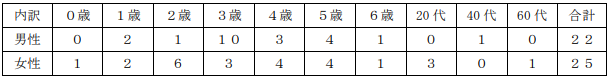 内訳 ０歳 １歳 ２歳 ３歳 ４歳 ５歳 ６歳 20代 40代 60代 合計
男性 ０ ２ １ １０ ３ ４ １ ０ １ ０ ２２
女性 １ ２ ６ ３ ４ ４ １ ３ ０ １ ２５